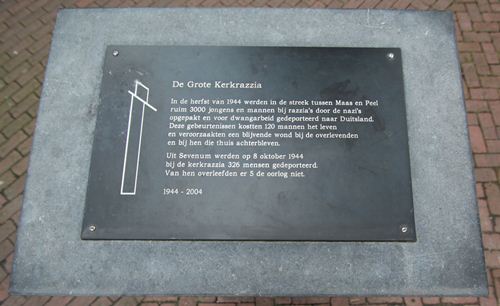 De Grote Kerkrazzia
In de herfst van 1944 werden in de streek tussen Maas en Peel
ruim 3000 jongens en mannen bij razzia's door de nazi's
opgepakt en voor dwangarbeid gedeporteerd naar Duitsland.
Deze gebeurtenissen kostten 120 mannen het leven
en veroorzaakten een blijvende wond bij de overlevenden
en bij hen die thuis achterbleven.
Uit Sevenum werden op 8 oktober 1944
bij de kerkrazzia 326 mensen gedeporteerd.
Van hen overleefden er 5 de oorlog niet.
1944 - 2004